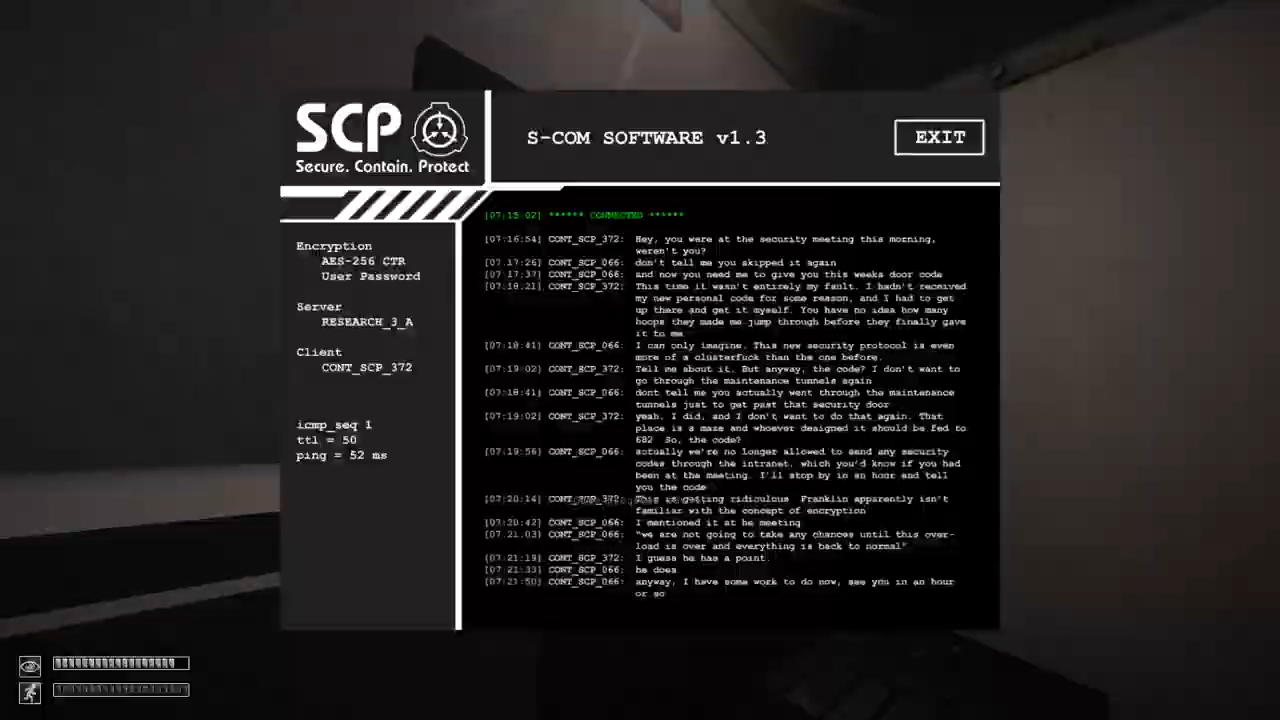 SCP
Secure. Contain. Protect
S-COM SOFTWARE v1.3
EXIT
Encryption
AES-256 CTR
User Password
Server
RESEARCH_3_A
Client
CONT_SCP_372
icmp_seq 1
ttl = 50
ping = 52 ms
[07:15:02] ****** CONNECTED ******
[07:16:54] CONT_SCP_372: Hey, you were at the security meeting this morning,
weren't you?
[07:17:26] CONT_SCP_066: don't tell me you skipped it again
[07:17:37] CONT_SCP_066: and now you need me to give you this weeks door code
[07:18:21] CONT_SCP_372: This time it wasn't entirely my fault. I hadn't received
my new personal code for some reason, and I had to get
up there and get it myself. You have no idea how many
hoops they made me jump through before they finally gave
it to me
[07:18:41] CONT_SCP_066: I can only imagine. This new security protocol is even
more of a clusterfuck than the one before.
[07:19:02] CONT_SCP_372: Tell me about it. But anyway, the code? I don't want to
go through the maintenance tunnels again
[07:18:41] CONT_SCP_066: dont tell me you actually went through the maintenance
tunnels just to get past that security door
[07:19:02] CONT_SCP_372: yeah, I did, and I don't want to do that again. That
place is a maze and whoever designed it should be fed to
682  So, the code?
[07:19:56] CONT_SCP_066: actually we're no longer allowed to send any security
codes through the intranet, which you'd know if you had
been at the meeting. I'll stop by in an hour and tell
you the code
[07:20:14] CONT_SCP_372: This is getting ridiculous  Franklin apparently isn't
familiar with the concept of encryption
[07:20:42] CONT_SCP_066: I mentioned it at he meeting
[07:21:03] CONT_SCP_066: "we are not going to take any chances until this over-
load is over and everything is back to normal"
[07:21:19] CONT_SCP_372: I guess he has a point.
[07:21:33] CONT_SCP_066: he does
[07:21:50] CONT_SCP_066: anyway, I have some work to do now, see you in an hour
or so